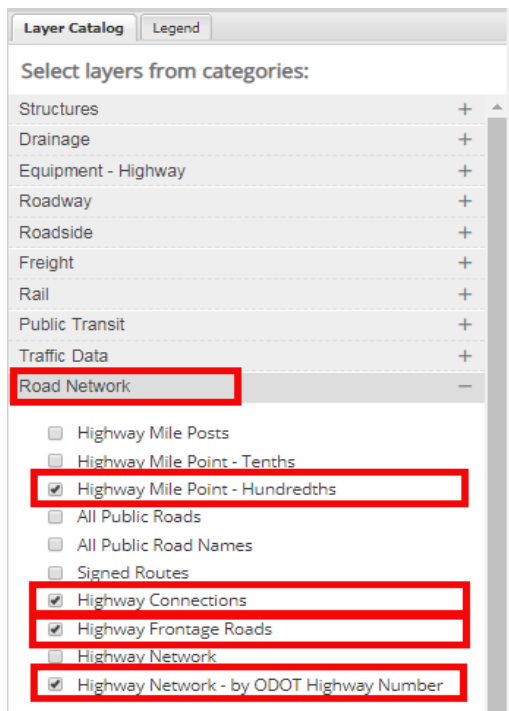 Layer Catalog Legend
Select layers from categories:
Structures +
Drainage +
Equipment - Highway +
Roadway +
Roadside +
Freight +
Rail +
Public Transit +
Traffic Data +
Road Network −
Highway Mile Posts
Highway Mile Point - Tenths
Highway Mile Point - Hundredths
All Public Roads
All Public Road Names
Signed Routes
Highway Connections
Highway Frontage Roads
Highway Network
Highway Network - by ODOT Highway Number